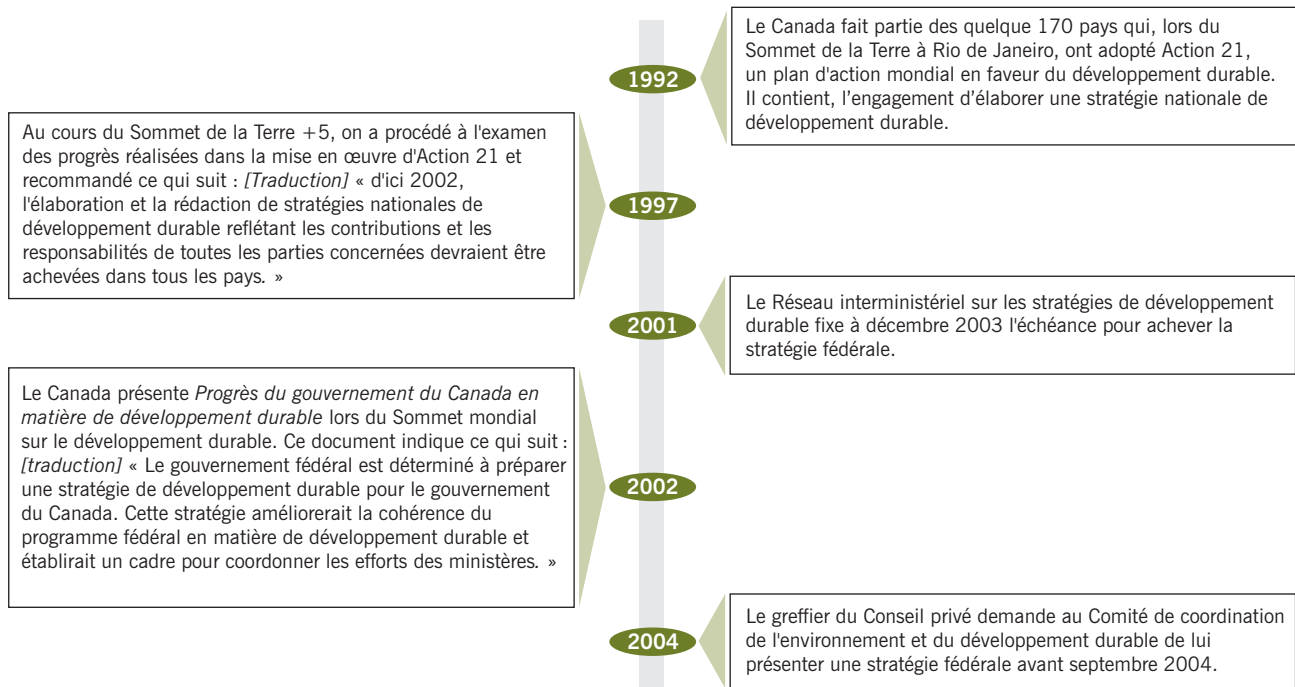 1992
Le Canada fait partie des quelque 170 pays qui, lors du
Sommet de la Terre à Rio de Janeiro, ont adopté Action 21,
un plan d'action mondial en faveur du développement durable.
Il contient, l'engagement d'élaborer une stratégie nationale de
développement durable.
1997
Au cours du Sommet de la Terre +5, on a procédé à l'examen
des progrès réalisées dans la mise en œuvre d'Action 21 et
recommandé ce qui suit : [Traduction] « d'ici 2002,
l'élaboration et la rédaction de stratégies nationales de
développement durable reflétant les contributions et les
responsabilités de toutes les parties concernées devraient être
achevées dans tous les pays. »
2001
Le Réseau interministériel sur les stratégies de développement
durable fixe à décembre 2003 l'échéance pour achever la
stratégie fédérale.
2002
Le Canada présente Progrès du gouvernement du Canada en
matière de développement durable lors du Sommet mondial
sur le développement durable. Ce document indique ce qui suit :
[traduction] « Le gouvernement fédéral est déterminé à préparer
une stratégie de développement durable pour le gouvernement
du Canada. Cette stratégie améliorerait la cohérence du
programme fédéral en matière de développement durable et
établirait un cadre pour coordonner les efforts des ministères. »
2004
Le greffier du Conseil privé demande au Comité de coordination
de l'environnement et du développement durable de lui
présenter une stratégie fédérale avant septembre 2004.